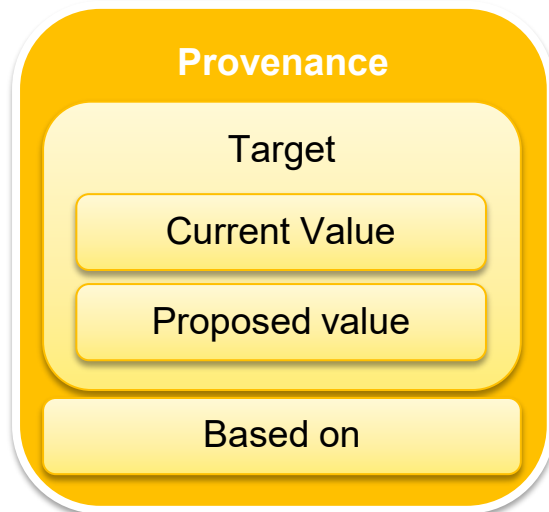 Provenance
Target
Current Value
Proposed value
Based on